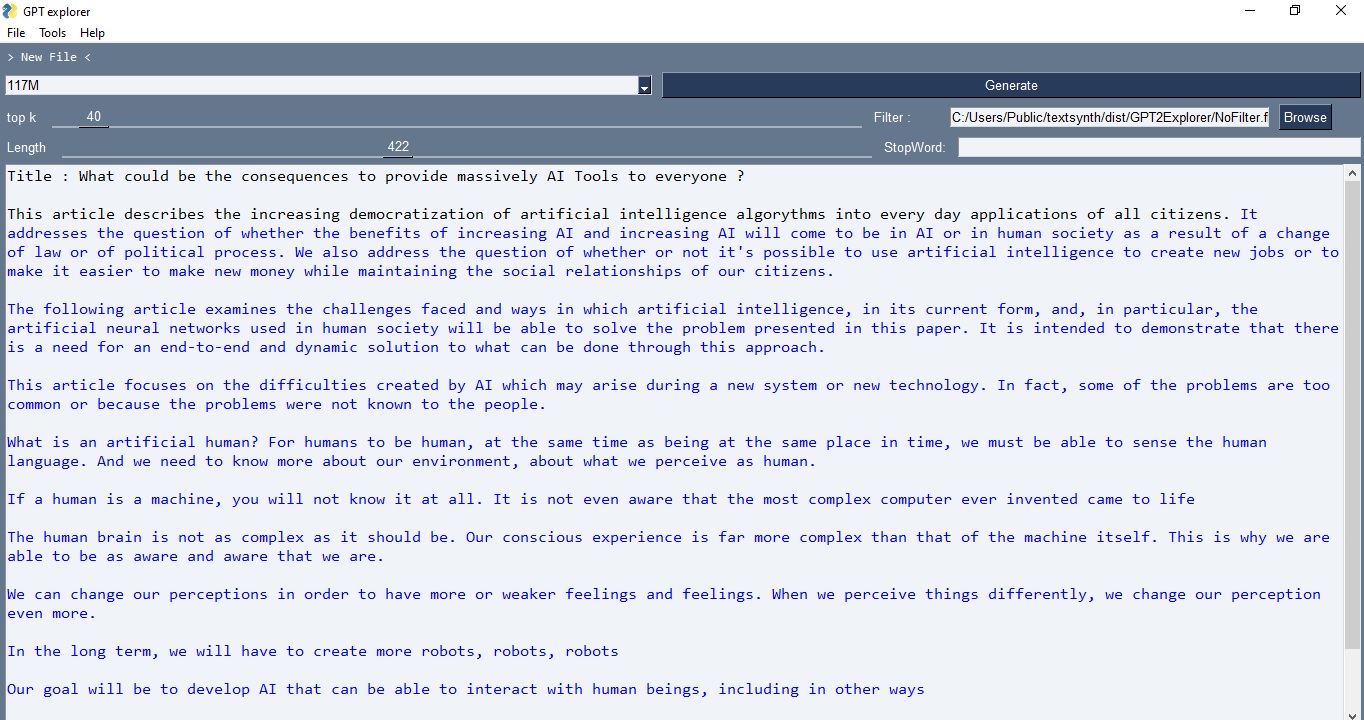 GPT explorer
File Tools Help
> New File <
117M
Generate
top k 40 Filter : C:/Users/Public/textsynth/dist/GPT2Explorer/NoFilter.f Browse
Length 422 StopWord:
Title : What could be the consequences to provide massively AI Tools to everyone ?
This article describes the increasing democratization of artificial intelligence algorythms into every day applications of all citizens. It
addresses the question of whether the benefits of increasing AI and increasing AI will come to be in AI or in human society as a result of a change
of law or of political process. We also address the question of whether or not it's possible to use artificial intelligence to create new jobs or to
make it easier to make new money while maintaining the social relationships of our citizens.
The following article examines the challenges faced and ways in which artificial intelligence, in its current form, and, in particular, the
artificial neural networks used in human society will be able to solve the problem presented in this paper. It is intended to demonstrate that there
is a need for an end-to-end and dynamic solution to what can be done through this approach.
This article focuses on the difficulties created by AI which may arise during a new system or new technology. In fact, some of the problems are too
common or because the problems were not known to the people.
What is an artificial human? For humans to be human, at the same time as being at the same place in time, we must be able to sense the human
language. And we need to know more about our environment, about what we perceive as human.
If a human is a machine, you will not know it at all. It is not even aware that the most complex computer ever invented came to life
The human brain is not as complex as it should be. Our conscious experience is far more complex than that of the machine itself. This is why we are
able to be as aware and aware that we are.
We can change our perceptions in order to have more or weaker feelings and feelings. When we perceive things differently, we change our perception
even more.
In the long term, we will have to create more robots, robots, robots
Our goal will be to develop AI that can be able to interact with human beings, including in other ways